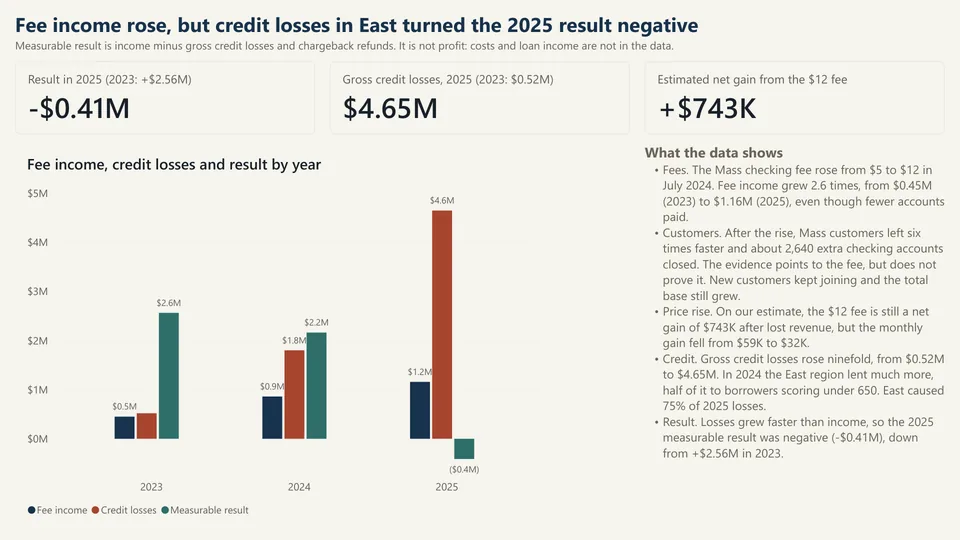 Fee income rose, but credit losses in East turned the 2025 result negative
Measurable result is income minus gross credit losses and chargeback refunds. It is not profit: costs and loan income are not in the data.
Result in 2025 (2023: +$2.56M)
-$0.41M
Gross credit losses, 2025 (2023: $0.52M)
$4.65M
Estimated net gain from the $12 fee
+$743K
Fee income, credit losses and result by year
$5M
$4M
$3M
$2M
$1M
$0M
$0.5M
$2.6M
$0.9M
$1.8M
$2.2M
$1.2M
$4.6M
($0.4M)
2023
2024
2025
Fee income
Credit losses
Measurable result
What the data shows
• Fees. The Mass checking fee rose from $5 to $12 in
July 2024. Fee income grew 2.6 times, from $0.45M
(2023) to $1.16M (2025), even though fewer accounts
paid.
• Customers. After the rise, Mass customers left six
times faster and about 2,640 extra checking accounts
closed. The evidence points to the fee, but does not
prove it. New customers kept joining and the total
base still grew.
• Price rise. On our estimate, the $12 fee is still a net
gain of $743K after lost revenue, but the monthly
gain fell from $59K to $32K.
• Credit. Gross credit losses rose ninefold, from $0.52M
to $4.65M. In 2024 the East region lent much more,
half of it to borrowers scoring under 650. East caused
75% of 2025 losses.
• Result. Losses grew faster than income, so the 2025
measurable result was negative (-$0.41M), down
from +$2.56M in 2023.